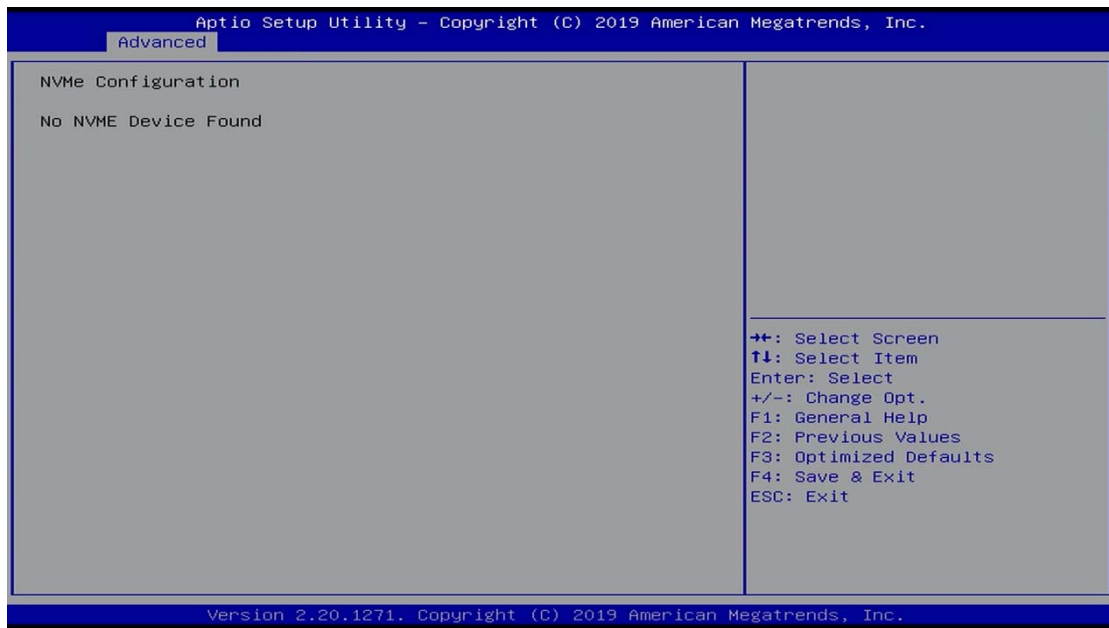 Aptio Setup Utility – Copyright (C) 2019 American Megatrends, Inc.
Advanced
NVMe Configuration
No NVME Device Found
→←: Select Screen
↑↓: Select Item
Enter: Select
+/-: Change Opt.
F1: General Help
F2: Previous Values
F3: Optimized Defaults
F4: Save & Exit
ESC: Exit
Version 2.20.1271. Copyright (C) 2019 American Megatrends, Inc.